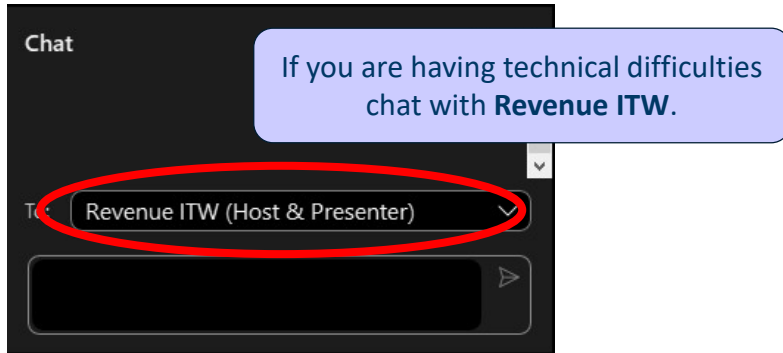 Chat
If you are having technical difficulties
chat with Revenue ITW.
To: Revenue ITW (Host & Presenter)